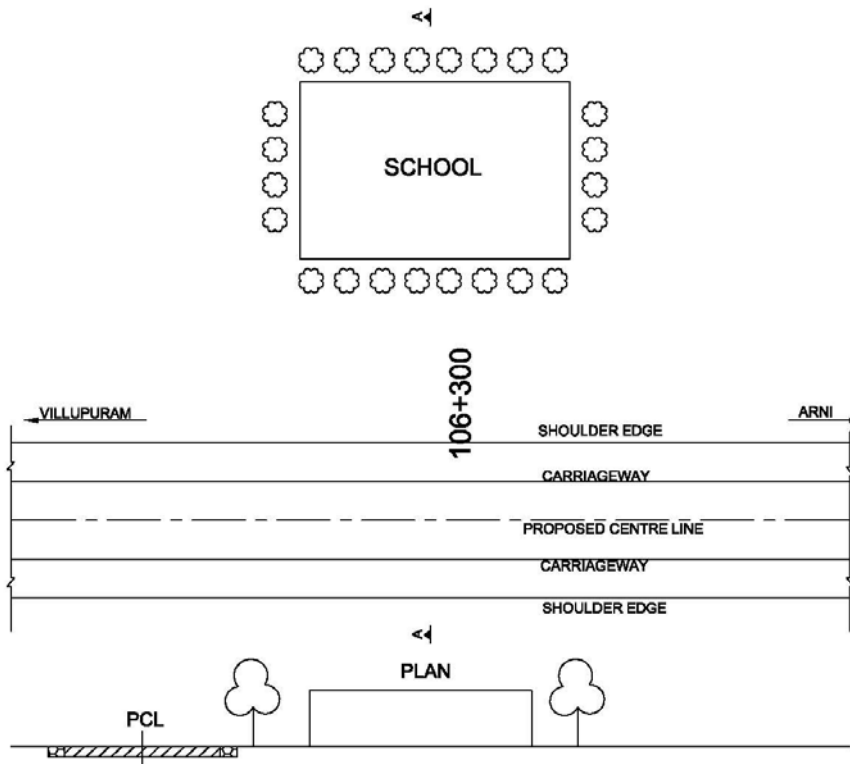 A
SCHOOL
106+300
VILLUPURAM
ARNI
SHOULDER EDGE
CARRIAGEWAY
PROPOSED CENTRE LINE
CARRIAGEWAY
SHOULDER EDGE
A
PLAN
PCL